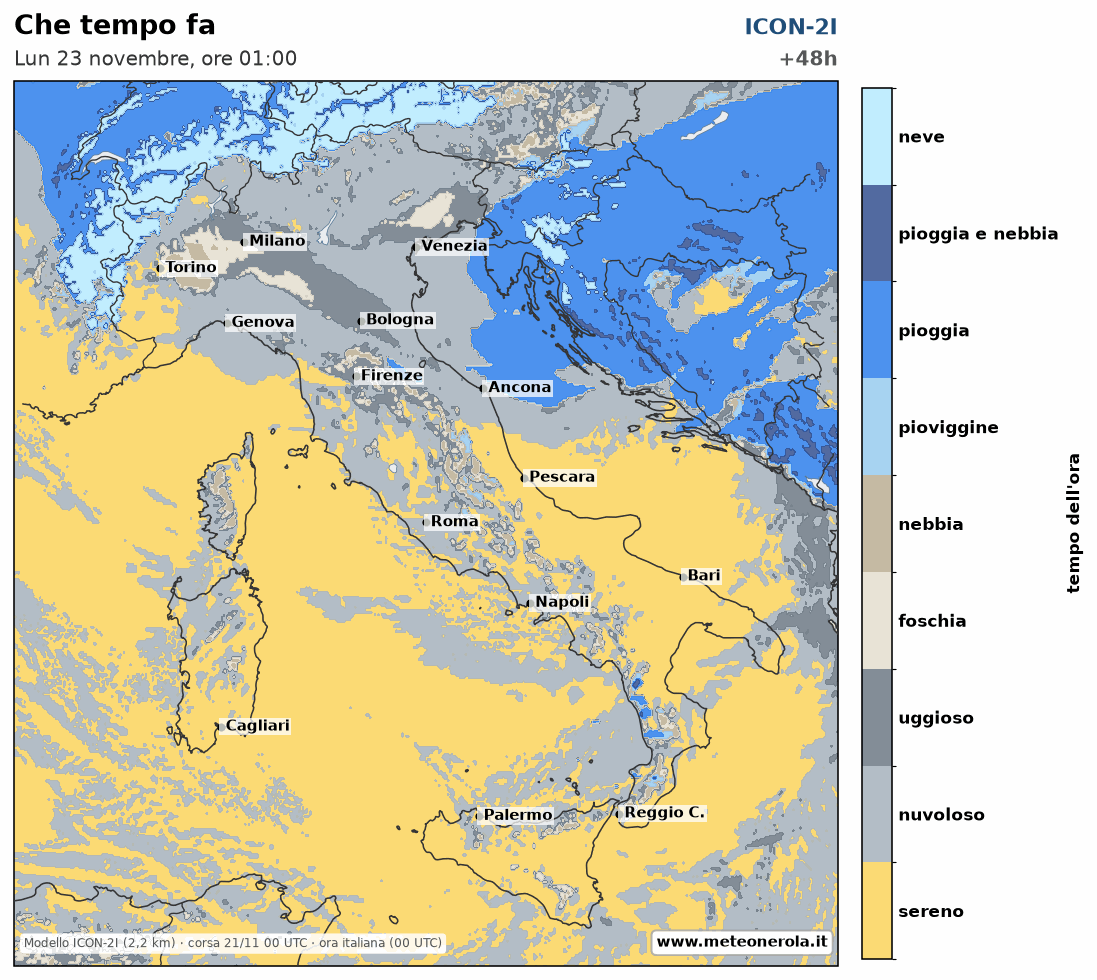 Che tempo fa
ICON-2I
Lun 23 novembre, ore 01:00
+48h
neve
pioggia e nebbia
pioggia
pioviggine
nebbia
foschia
uggioso
nuvoloso
sereno
tempo dell'ora
Milano
Venezia
Torino
Genova
Bologna
Firenze
Ancona
Pescara
Roma
Bari
Napoli
Cagliari
Palermo
Reggio C.
Modello ICON-2I (2,2 km) · corsa 21/11 00 UTC · ora italiana (00 UTC)
www.meteonerola.it